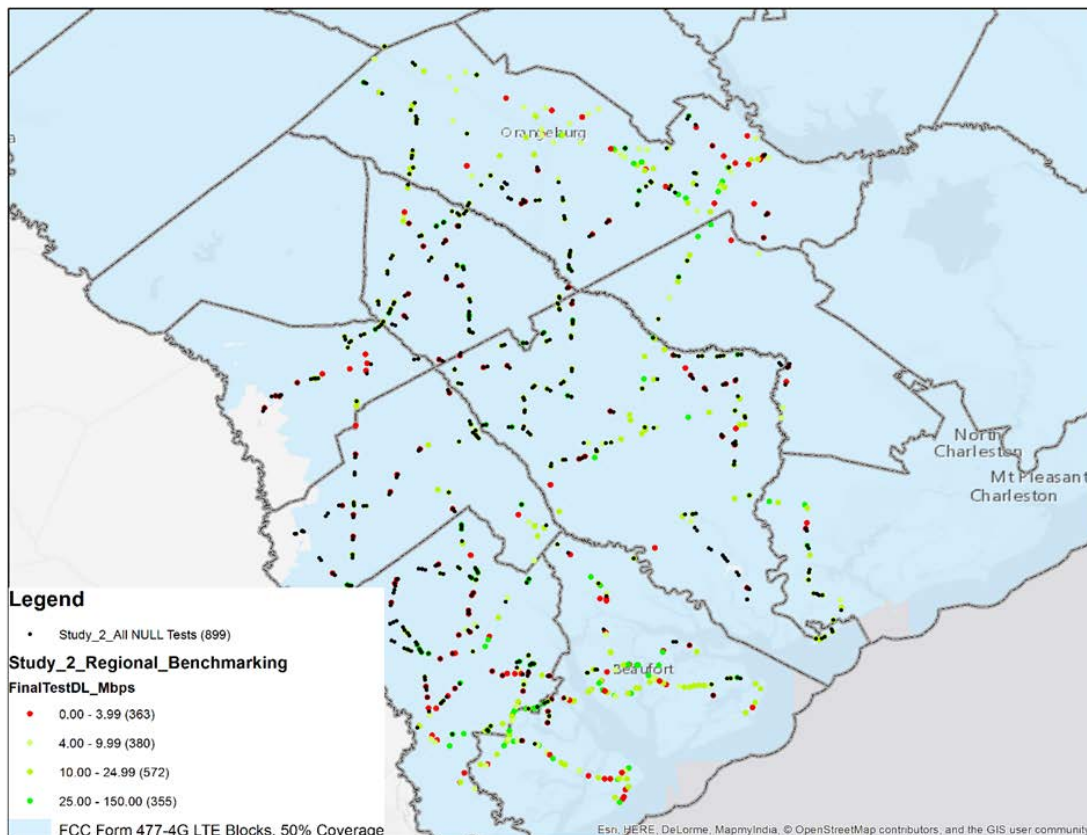 a
Orangeburg
North
Charleston
Mt Pleasant
Charleston
Beaufort
Legend
Study_2_All NULL Tests (899)
Study_2_Regional_Benchmarking
FinalTestDL_Mbps
0.00 - 3.99 (363)
4.00 - 9.99 (380)
10.00 - 24.99 (572)
25.00 - 150.00 (355)
FCC Form 477-4G LTE Blocks, 50% Coverage
Esri, HERE, DeLorme, MapmyIndia, © OpenStreetMap contributors, and the GIS user communit